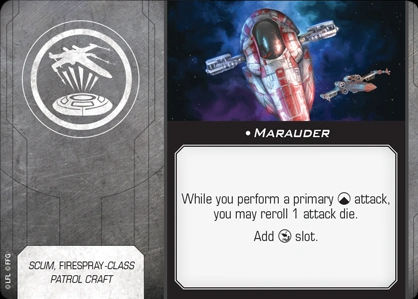 • MARAUDER
While you perform a primary attack,
you may reroll 1 attack die.
Add slot.
SCUM, FIRESPRAY-CLASS
PATROL CRAFT
© LFL © FFG